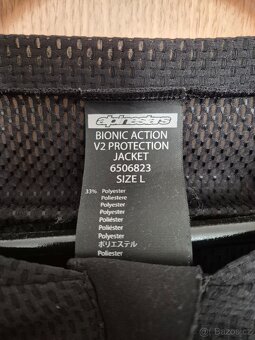 alpinestars
BIONIC ACTION
V2 PROTECTION
JACKET
6506823
SIZE L
33% Polyester
Poliestere
Polyester
Polyester
Poliéster
Polyester
ポリエステル
Poliester